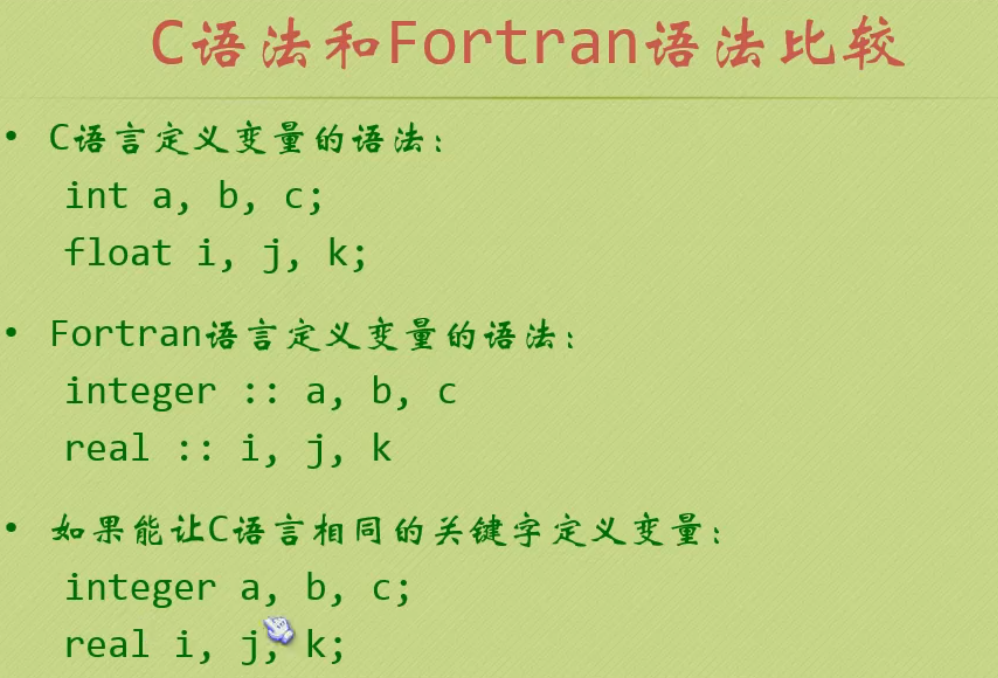 C语法和Fortran语法比较
• C语言定义变量的语法:
int a, b, c;
float i, j, k;
• Fortran语言定义变量的语法:
integer :: a, b, c
real :: i, j, k
• 如果能让C语言相同的关键字定义变量:
integer a, b, c;
real i, j, k;